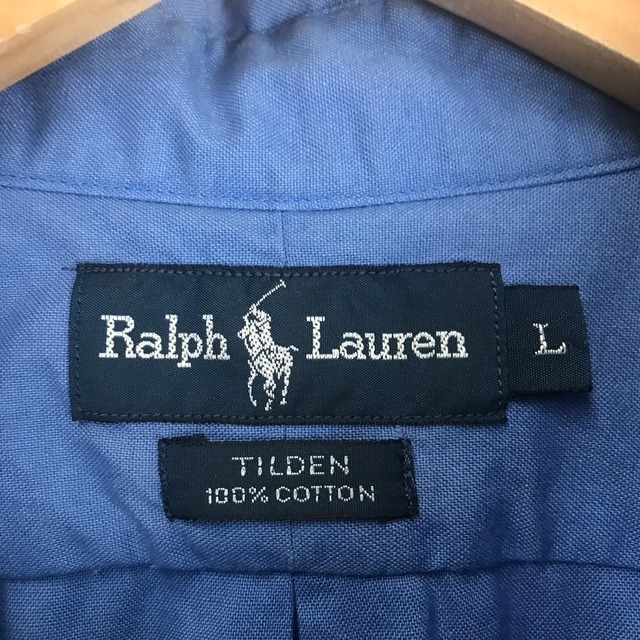 Ralph Lauren
L
TILDEN
100% COTTON